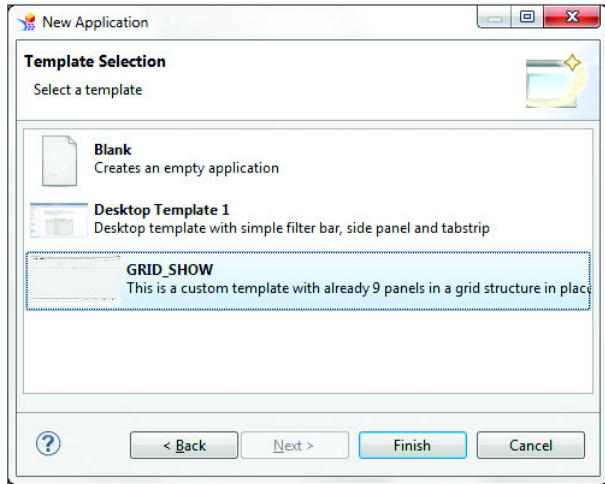 New Application
Template Selection
Select a template
Blank
Creates an empty application
Desktop Template 1
Desktop template with simple filter bar, side panel and tabstrip
GRID_SHOW
This is a custom template with already 9 panels in a grid structure in place
? < Back Next > Finish Cancel